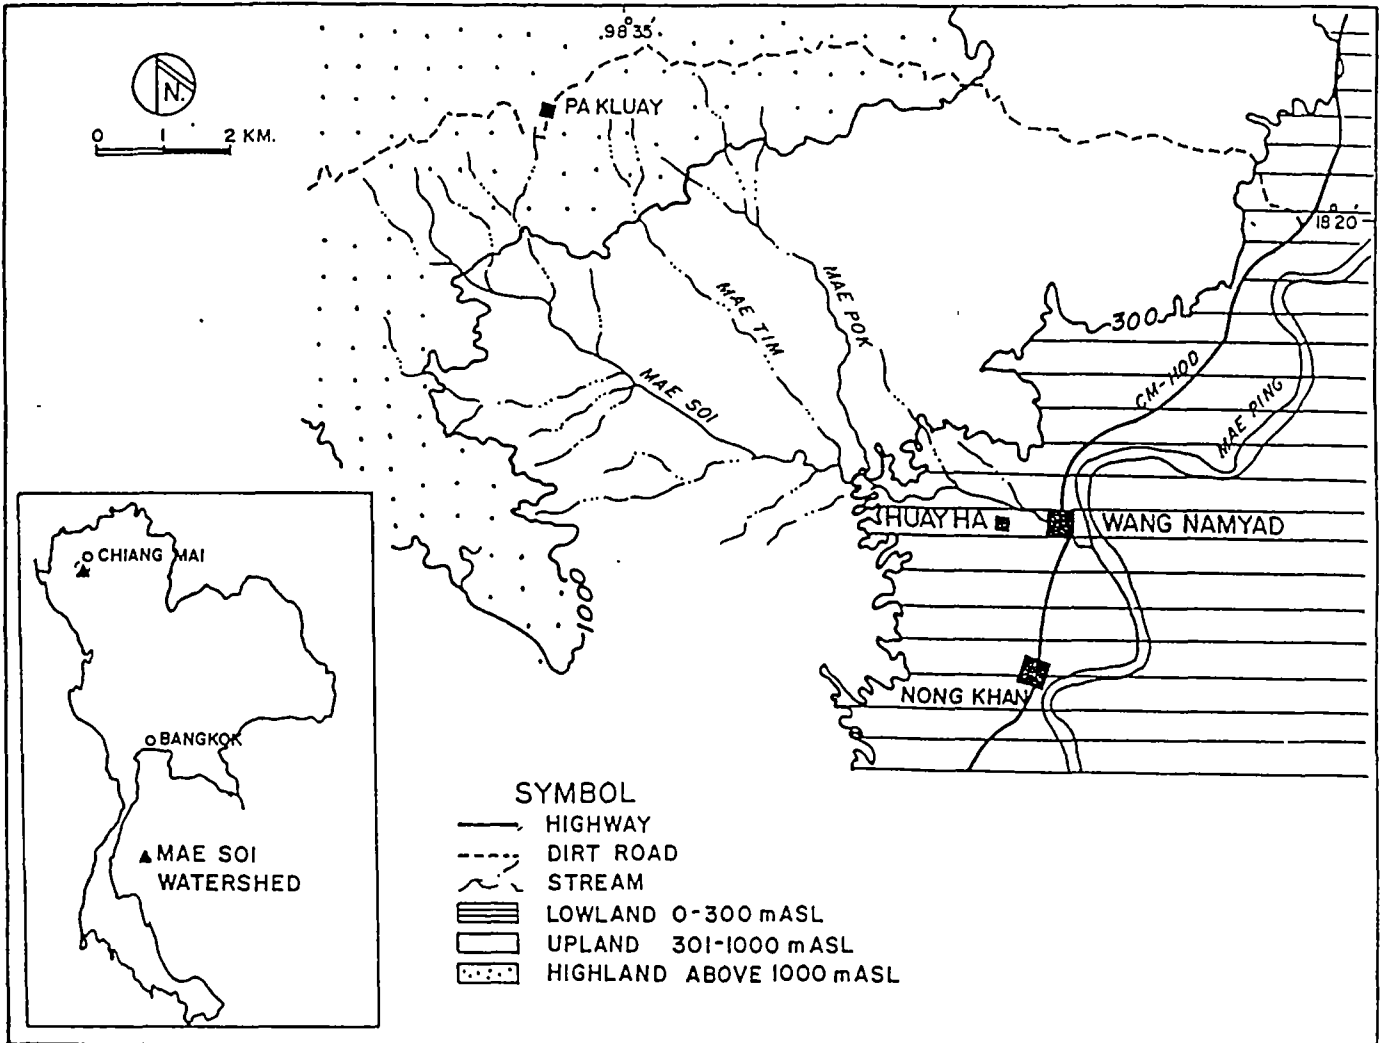 98°35'
N.
0 1 2 KM.
PA KLUAY
18°20
MAE TIM
MAE POK
MAE SOI
300
CM-HOD
MAE PING
HUAY HA
WANG NAMYAD
1000
NONG KHAN
CHIANG MAI
BANGKOK
MAE SOI
WATERSHED
SYMBOL
HIGHWAY
DIRT ROAD
STREAM
LOWLAND 0-300 mASL
UPLAND 301-1000 mASL
HIGHLAND ABOVE 1000 mASL